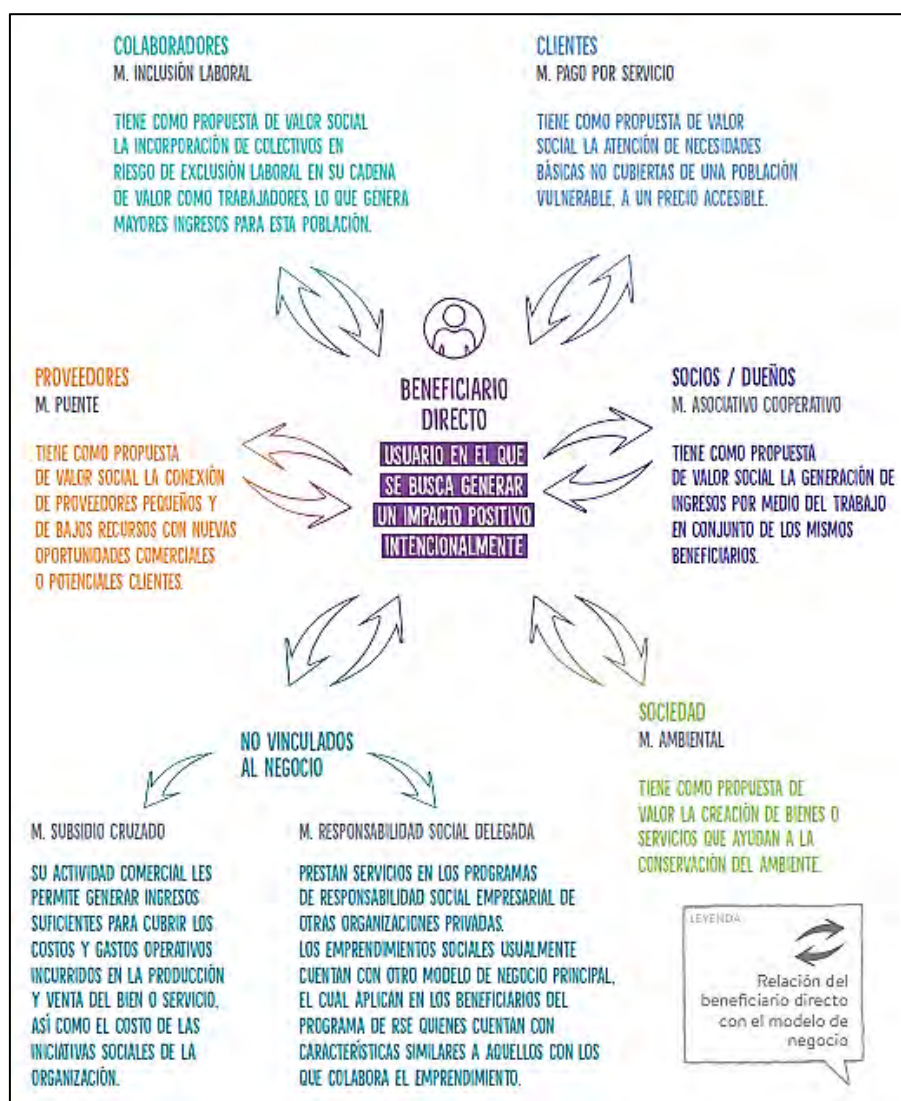 COLABORADORES
M. INCLUSIÓN LABORAL
TIENE COMO PROPUESTA DE VALOR SOCIAL
LA INCORPORACIÓN DE COLECTIVOS EN
RIESGO DE EXCLUSIÓN LABORAL EN SU CADENA
DE VALOR COMO TRABAJADORES, LO QUE GENERA
MAYORES INGRESOS PARA ESTA POBLACIÓN.
CLIENTES
M. PAGO POR SERVICIO
TIENE COMO PROPUESTA DE VALOR
SOCIAL LA ATENCIÓN DE NECESIDADES
BÁSICAS NO CUBIERTAS DE UNA POBLACIÓN
VULNERABLE, A UN PRECIO ACCESIBLE.
PROVEEDORES
M. PUENTE
TIENE COMO PROPUESTA
DE VALOR SOCIAL LA CONEXIÓN
DE PROVEEDORES PEQUEÑOS Y
DE BAJOS RECURSOS CON NUEVAS
OPORTUNIDADES COMERCIALES
O POTENCIALES CLIENTES.
BENEFICIARIO
DIRECTO
USUARIO EN EL QUE
SE BUSCA GENERAR
UN IMPACTO POSITIVO
INTENCIONALMENTE
SOCIOS / DUEÑOS
M. ASOCIATIVO COOPERATIVO
TIENE COMO PROPUESTA
DE VALOR SOCIAL LA GENERACIÓN DE
INGRESOS POR MEDIO DEL TRABAJO
EN CONJUNTO DE LOS MISMOS
BENEFICIARIOS.
NO VINCULADOS
AL NEGOCIO
M. SUBSIDIO CRUZADO
SU ACTIVIDAD COMERCIAL LES
PERMITE GENERAR INGRESOS
SUFICIENTES PARA CUBRIR LOS
COSTOS Y GASTOS OPERATIVOS
INCURRIDOS EN LA PRODUCCIÓN
Y VENTA DEL BIEN O SERVICIO,
ASÍ COMO EL COSTO DE LAS
INICIATIVAS SOCIALES DE LA
ORGANIZACIÓN.
M. RESPONSABILIDAD SOCIAL DELEGADA
PRESTAN SERVICIOS EN LOS PROGRAMAS
DE RESPONSABILIDAD SOCIAL EMPRESARIAL DE
OTRAS ORGANIZACIONES PRIVADAS.
LOS EMPRENDIMIENTOS SOCIALES USUALMENTE
CUENTAN CON OTRO MODELO DE NEGOCIO PRINCIPAL,
EL CUAL APLICAN EN LOS BENEFICIARIOS DEL
PROGRAMA DE RSE QUIENES CUENTAN CON
CARACTERÍSTICAS SIMILARES A AQUELLOS CON LOS
QUE COLABORA EL EMPRENDIMIENTO.
SOCIEDAD
M. AMBIENTAL
TIENE COMO PROPUESTA DE
VALOR LA CREACIÓN DE BIENES O
SERVICIOS QUE AYUDAN A LA
CONSERVACIÓN DEL AMBIENTE.
LEYENDA
Relación del
beneficiario directo
con el modelo de
negocio